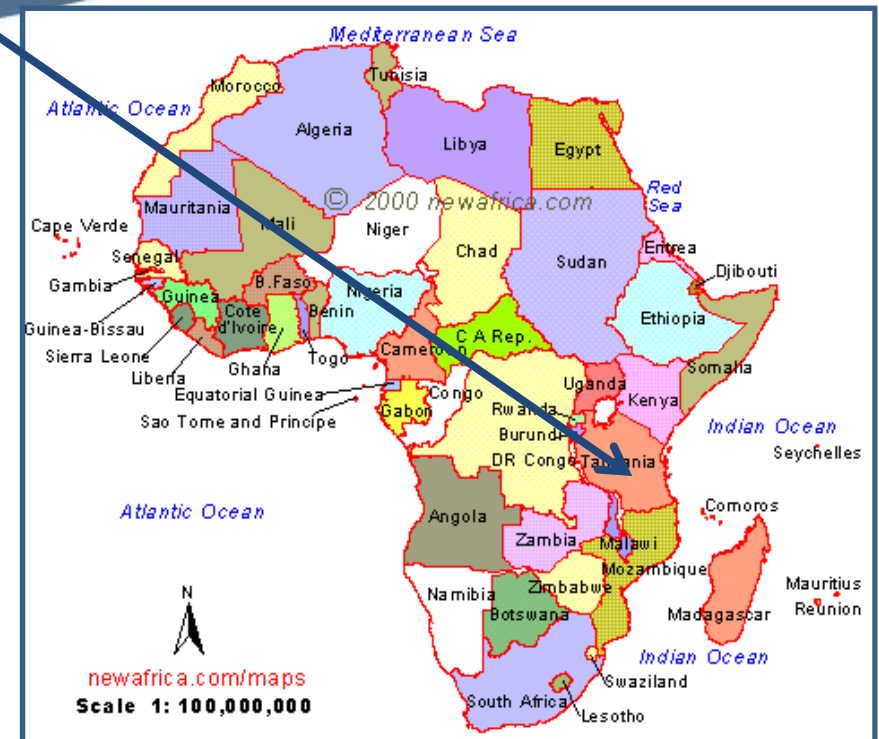 Mediterranean Sea
Tunisia
Morocco
Atlantic Ocean
Algeria
Libya
Egypt
Red
Sea
© 2000 newafrica.com
Mauritania
Mali
Niger
Cape Verde
Chad
Sudan
Eritrea
Senegal
Djibouti
Gambia
B.Faso
Nigeria
Guinea
Benin
Cote
d'Ivoire
Ethiopia
Guinea-Bissau
C A Rep.
Cameroon
Sierra Leone
Togo
Ghana
Somalia
Liberia
Uganda
Equatorial Guinea
Congo
Kenya
Rwanda
Gabon
Sao Tome and Principe
Indian Ocean
Burundi
Seychelles
DR Congo
Tanzania
Comoros
Atlantic Ocean
Angola
Zambia
Malawi
Mozambique
Mauritius
Namibia
Zimbabwe
Reunion
Botswana
Madagascar
N
Indian Ocean
newafrica.com/maps
Swaziland
South Africa
Scale 1: 100,000,000
Lesotho